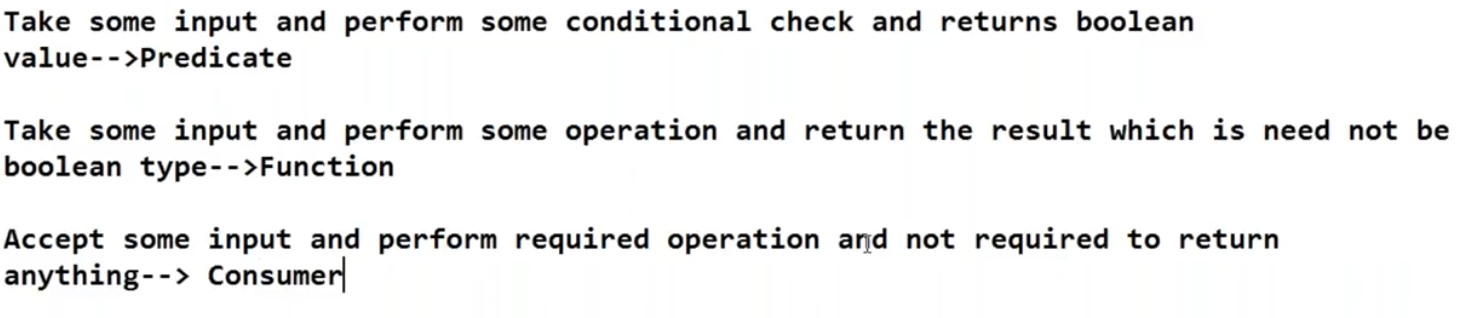 Take some input and perform some conditional check and returns boolean
value-->Predicate
Take some input and perform some operation and return the result which is need not be
boolean type-->Function
Accept some input and perform required operation and not required to return
anything--> Consumer